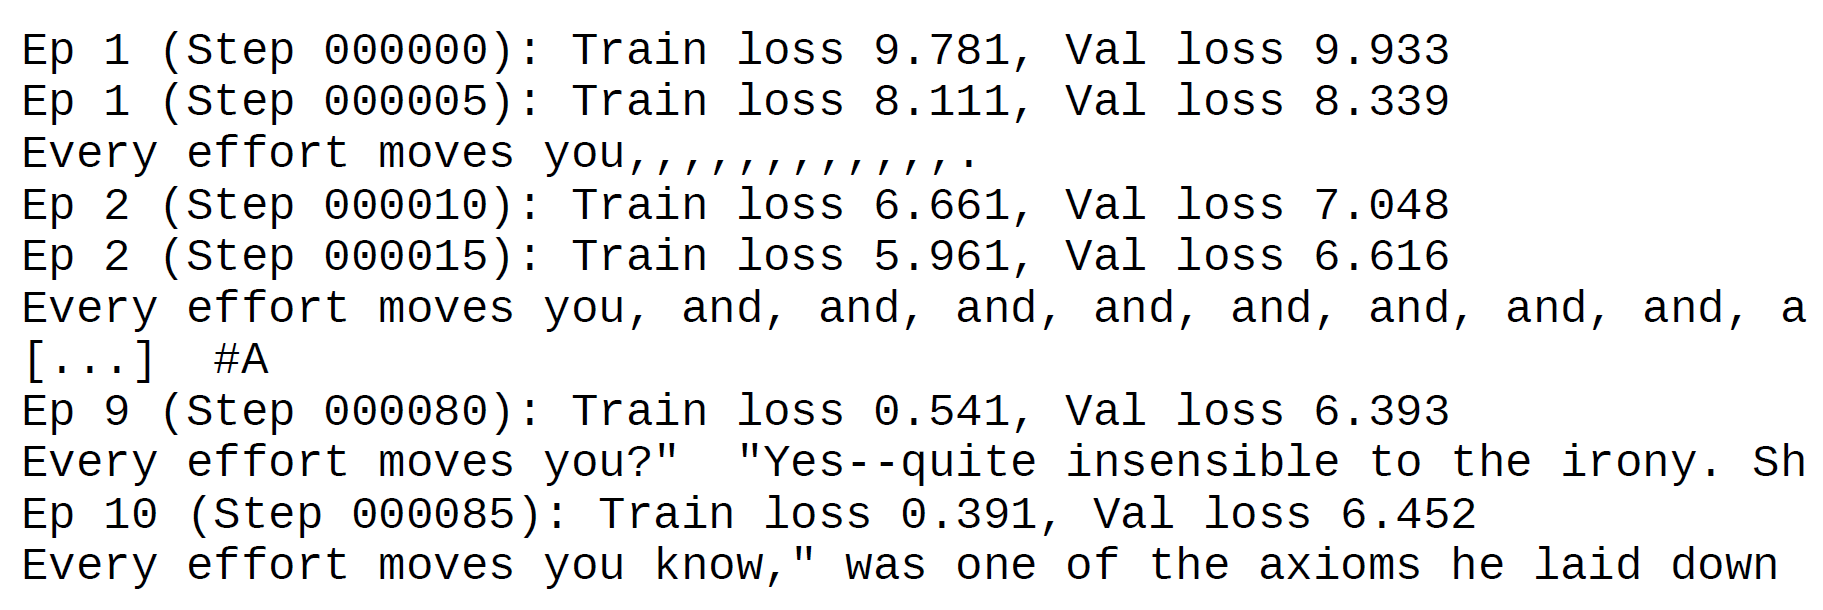 Ep 1 (Step 000000): Train loss 9.781, Val loss 9.933
Ep 1 (Step 000005): Train loss 8.111, Val loss 8.339
Every effort moves you,,,,,,,,,,,,.
Ep 2 (Step 000010): Train loss 6.661, Val loss 7.048
Ep 2 (Step 000015): Train loss 5.961, Val loss 6.616
Every effort moves you, and, and, and, and, and, and, and, and, a
[...]  #A
Ep 9 (Step 000080): Train loss 0.541, Val loss 6.393
Every effort moves you?"  "Yes--quite insensible to the irony. Sh
Ep 10 (Step 000085): Train loss 0.391, Val loss 6.452
Every effort moves you know," was one of the axioms he laid down